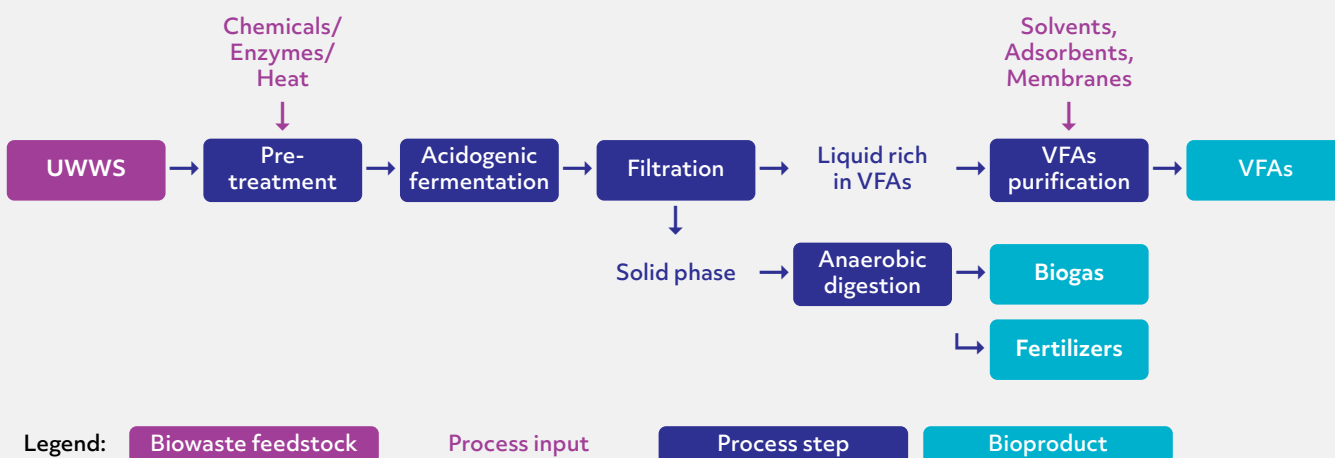 Chemicals/
Enzymes/
Heat
Solvents,
Adsorbents,
Membranes
UWWS
Pre-
treatment
Acidogenic
fermentation
Filtration
Liquid rich
in VFAs
VFAs
purification
VFAs
Solid phase
Anaerobic
digestion
Biogas
Fertilizers
Legend:
Biowaste feedstock
Process input
Process step
Bioproduct